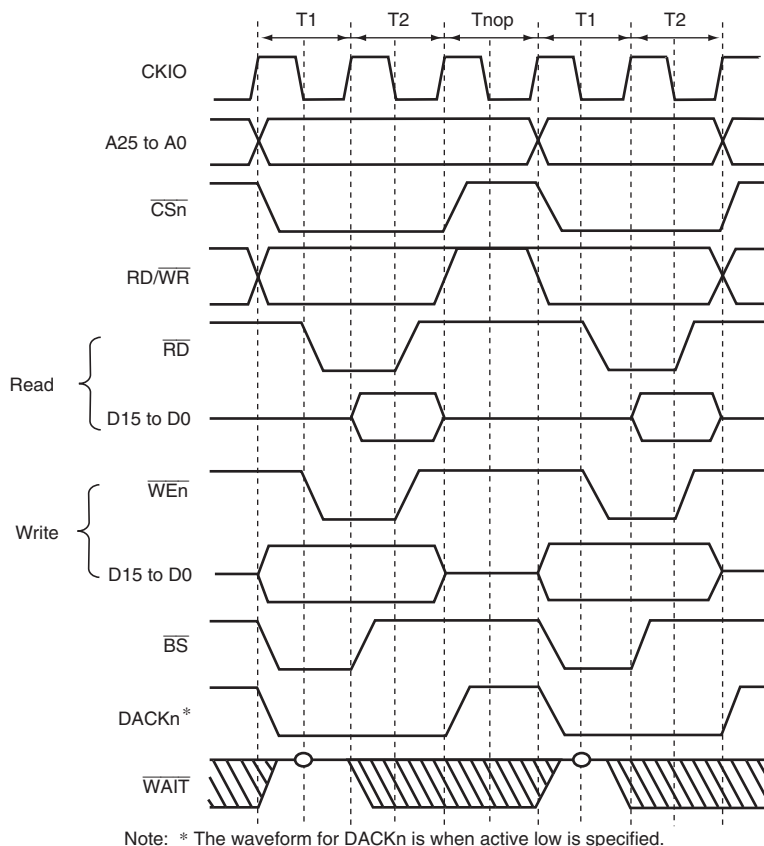 T1 T2 Tnop T1 T2
CKIO
A25 to A0
CSn
RD/WR
RD
Read
D15 to D0
WEn
Write
D15 to D0
BS
DACKn*
WAIT
Note: * The waveform for DACKn is when active low is specified.